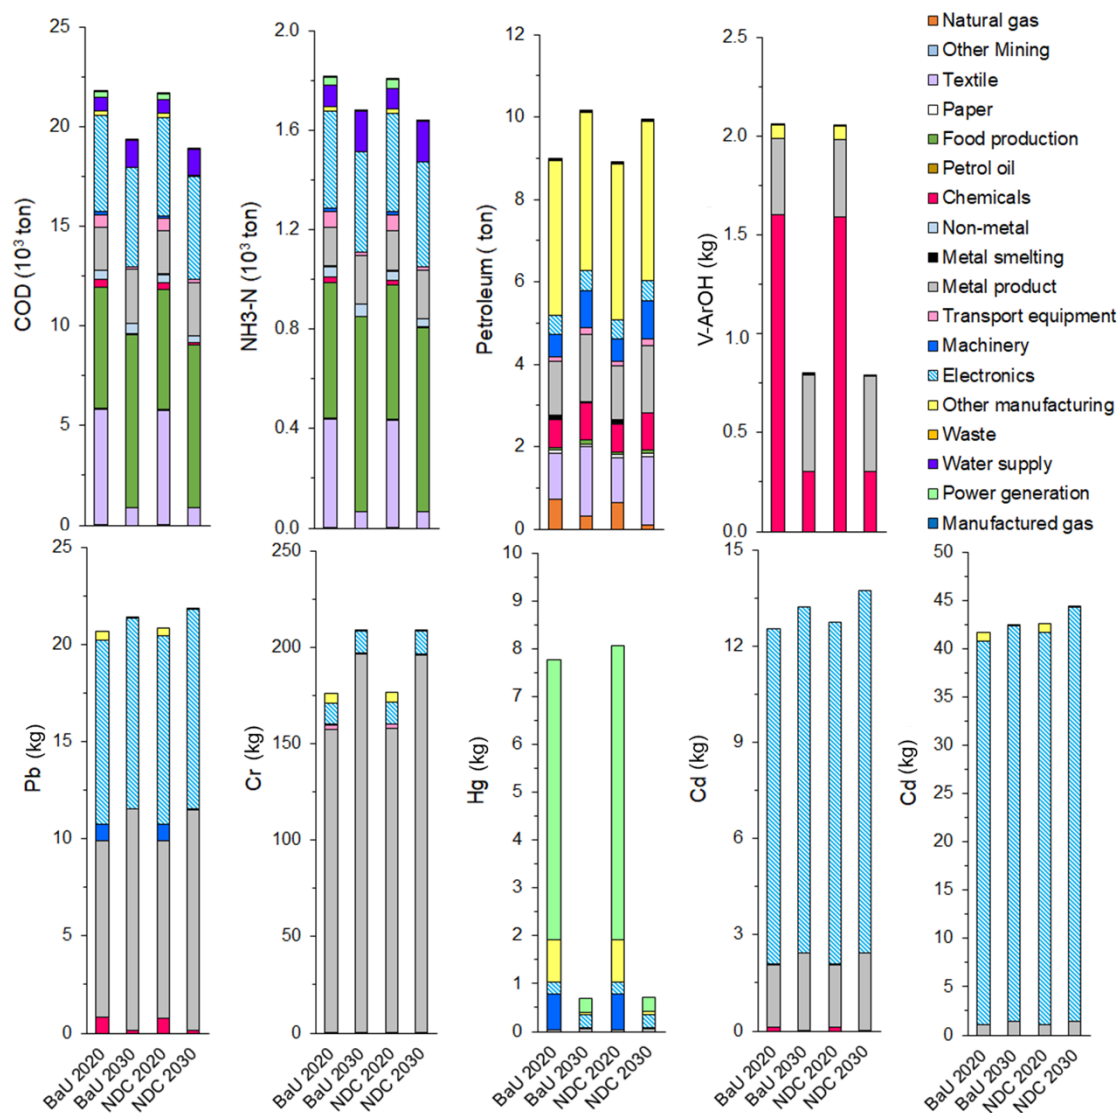 COD (10³ ton)
25
20
15
10
5
0
NH3-N (10³ ton)
2.0
1.6
1.2
0.8
0.4
0.0
Petroleum ( ton)
12
10
8
6
4
2
0
V-ArOH (kg)
2.5
2.0
1.5
1.0
0.5
0.0
Natural gas
Other Mining
Textile
Paper
Food production
Petrol oil
Chemicals
Non-metal
Metal smelting
Metal product
Transport equipment
Machinery
Electronics
Other manufacturing
Waste
Water supply
Power generation
Manufactured gas
Pb (kg)
25
20
15
10
5
0
BaU 2020
BaU 2030
NDC 2020
NDC 2030
Cr (kg)
250
200
150
100
50
0
BaU 2020
BaU 2030
NDC 2020
NDC 2030
Hg (kg)
10
9
8
7
6
5
4
3
2
1
0
BaU 2020
BaU 2030
NDC 2020
NDC 2030
Cd (kg)
15
12
9
6
3
0
BaU 2020
BaU 2030
NDC 2020
NDC 2030
Cd (kg)
50
45
40
35
30
25
20
15
10
5
0
BaU 2020
BaU 2030
NDC 2020
NDC 2030